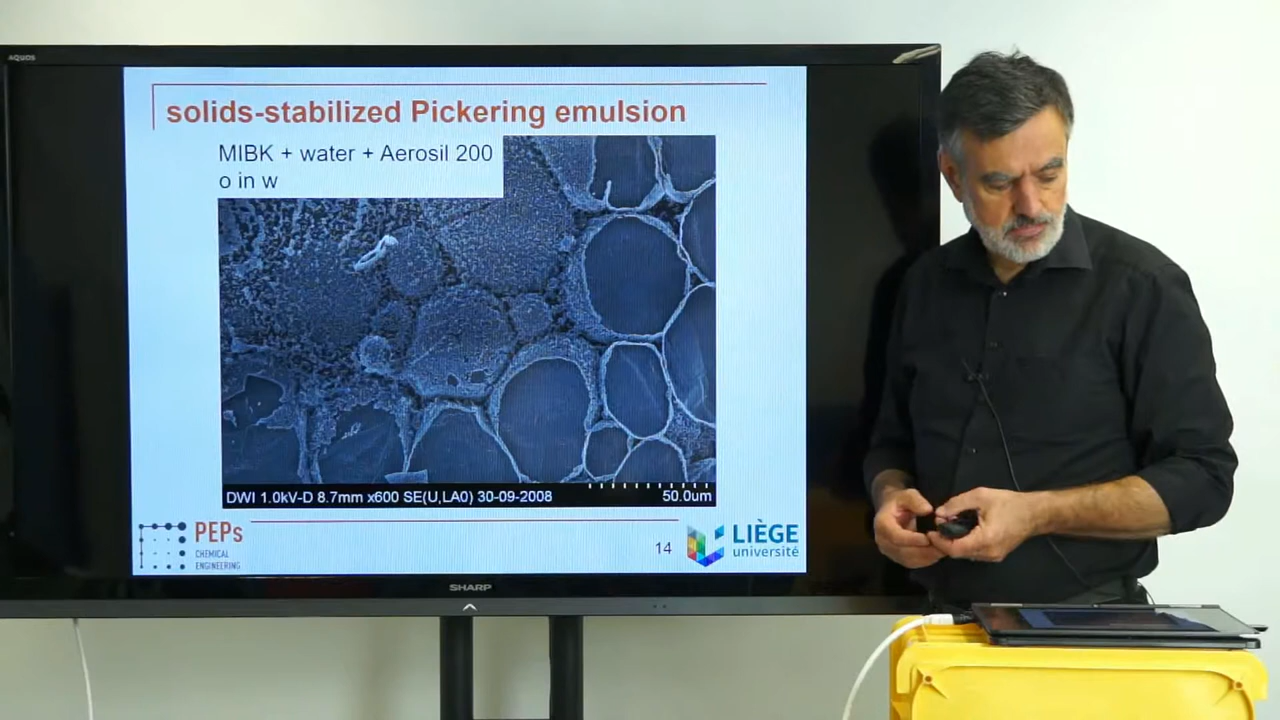 AQUOS
solids-stabilized Pickering emulsion
MIBK + water + Aerosil 200
o in w
DWI 1.0kV-D 8.7mm x600 SE(U,LA0) 30-09-2008
50.0um
PEPs
CHEMICAL
ENGINEERING
14
LIÈGE
université
SHARP